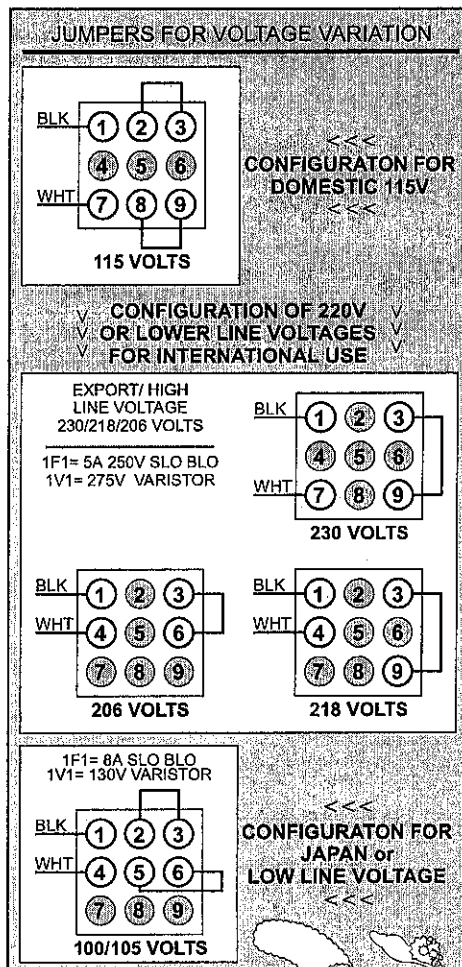 JUMPERS FOR VOLTAGE VARIATION
BLK 1 2 3
4 5 6
WHT 7 8 9
115 VOLTS
<<<
CONFIGURATON FOR
DOMESTIC 115V
<<<
V CONFIGURATION OF 220V V
V OR LOWER LINE VOLTAGES V
V FOR INTERNATIONAL USE V
EXPORT/ HIGH
LINE VOLTAGE
230/218/206 VOLTS
1F1= 5A 250V SLO BLO
1V1= 275V VARISTOR
BLK 1 2 3
4 5 6
WHT 7 8 9
230 VOLTS
BLK 1 2 3
WHT 4 5 6
7 8 9
206 VOLTS
BLK 1 2 3
WHT 4 5 6
7 8 9
218 VOLTS
1F1= 8A SLO BLO
1V1= 130V VARISTOR
BLK 1 2 3
WHT 4 5 6
7 8 9
100/105 VOLTS
<<<
CONFIGURATON FOR
JAPAN or
LOW LINE VOLTAGE
<<<